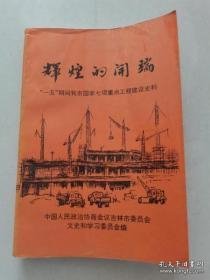 辉煌的开端
“一五”期间我市国家七项重点工程建设史料
中国人民政治协商会议吉林市委员会
文史和学习委员会编